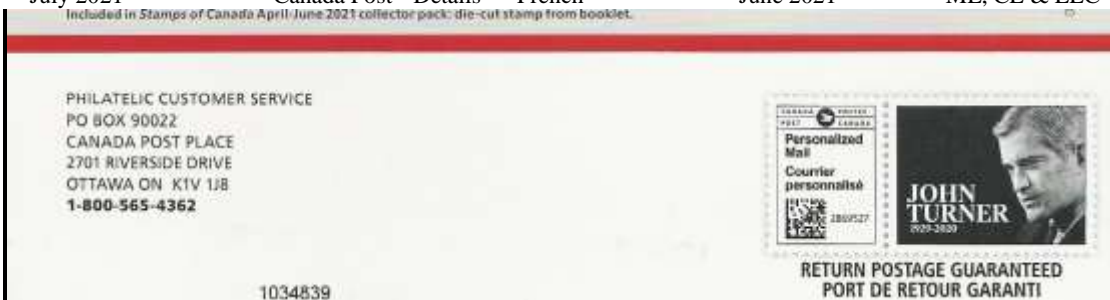 July 2021 Canada Post – Details – French June 2021 ML, CL & LLC
Included in Stamps of Canada April-June 2021 collector pack: die-cut stamp from booklet.
PHILATELIC CUSTOMER SERVICE
PO BOX 90022
CANADA POST PLACE
2701 RIVERSIDE DRIVE
OTTAWA ON K1V 1J8
1-800-565-4362
1034839
CANADA POSTES
POST CANADA
Personalized
Mail
Courrier
personnalisé
2869527
JOHN
TURNER
1929-2020
RETURN POSTAGE GUARANTEED
PORT DE RETOUR GARANTI